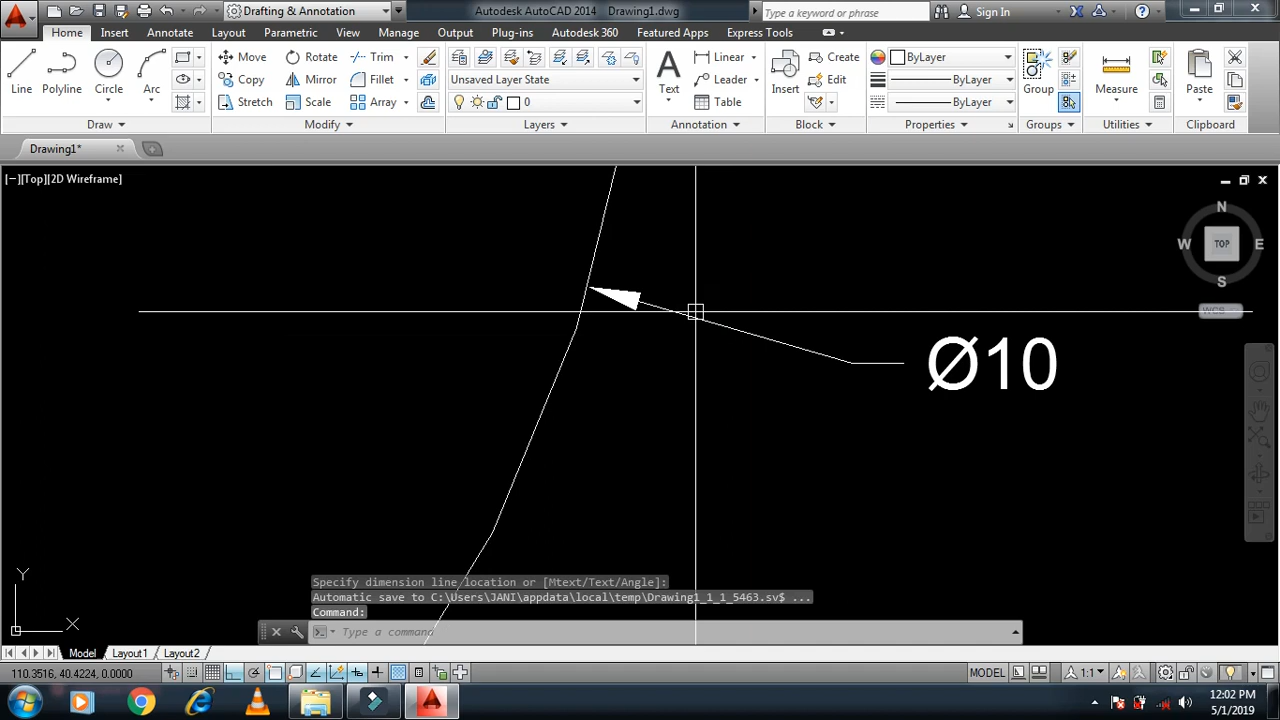 Drafting & Annotation
Autodesk AutoCAD 2014 Drawing1.dwg
Type a keyword or phrase
Sign In
Home Insert Annotate Layout Parametric View Manage Output Plug-ins Autodesk 360 Featured Apps Express Tools
Line Polyline Circle Arc
Move Rotate Trim
Copy Mirror Fillet
Stretch Scale Array
Unsaved Layer State
0
Text
Linear
Leader
Table
Insert
Create
Edit
ByLayer
ByLayer
ByLayer
Group
Measure
Paste
Draw Modify Layers Annotation Block Properties Groups Utilities Clipboard
Drawing1*
[−][Top][2D Wireframe]
N
W TOP E
S
WCS
Ø10
Y
X
Specify dimension line location or [Mtext/Text/Angle]:
Automatic save to C:\Users\JANI\appdata\local\temp\Drawing1_1_1_5463.sv$ ...
Command:
Type a command
Model Layout1 Layout2
110.3516, 40.4224, 0.0000
MODEL
1:1
12:02 PM
5/1/2019